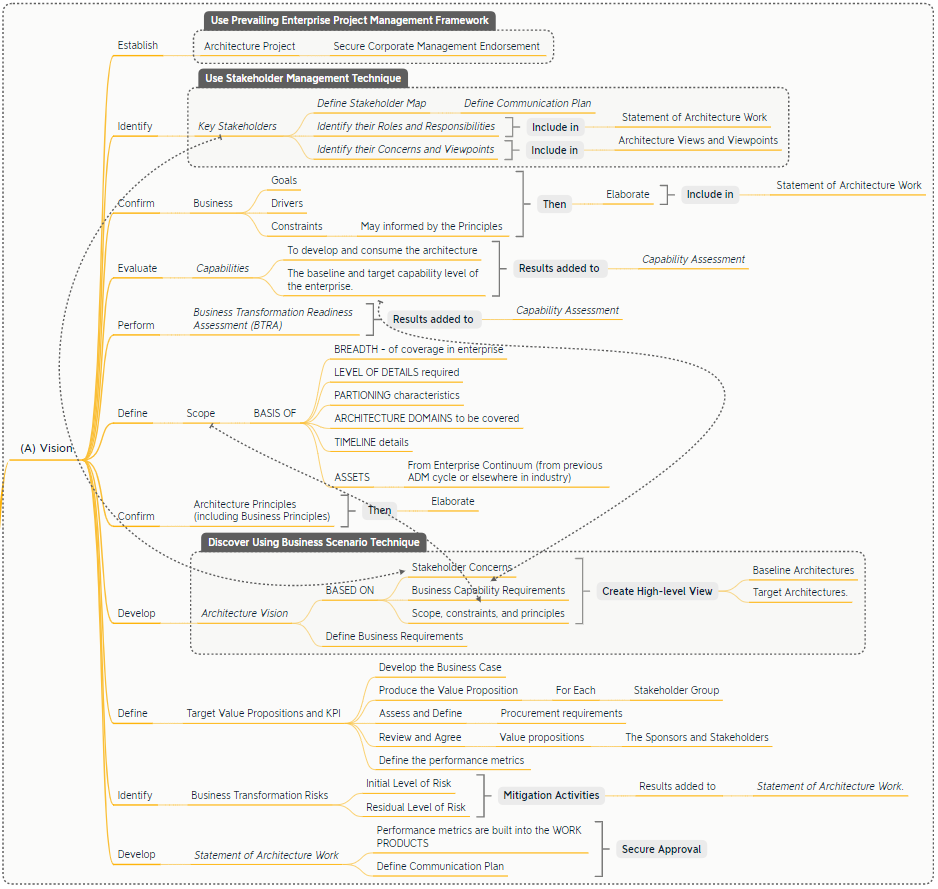 Use Prevailing Enterprise Project Management Framework
Establish
Architecture Project
Secure Corporate Management Endorsement
Use Stakeholder Management Technique
Identify
Key Stakeholders
Define Stakeholder Map
Define Communication Plan
Identify their Roles and Responsibilities
Include in
Statement of Architecture Work
Identify their Concerns and Viewpoints
Include in
Architecture Views and Viewpoints
Confirm
Business
Goals
Drivers
Constraints
May informed by the Principles
Then
Elaborate
Include in
Statement of Architecture Work
Evaluate
Capabilities
To develop and consume the architecture
The baseline and target capability level of
the enterprise.
Results added to
Capability Assessment
Perform
Business Transformation Readiness
Assessment (BTRA)
Results added to
Capability Assessment
(A) Vision
Define
Scope
BASIS OF
BREADTH - of coverage in enterprise
LEVEL OF DETAILS required
PARTIONING characteristics
ARCHITECTURE DOMAINS to be covered
TIMELINE details
ASSETS
From Enterprise Continuum (from previous
ADM cycle or elsewhere in industry)
Confirm
Architecture Principles
(including Business Principles)
Then
Elaborate
Discover Using Business Scenario Technique
Develop
Architecture Vision
BASED ON
Stakeholder Concerns
Business Capability Requirements
Scope, constraints, and principles
Create High-level View
Baseline Architectures
Target Architectures.
Define Business Requirements
Define
Target Value Propositions and KPI
Develop the Business Case
Produce the Value Proposition
For Each
Stakeholder Group
Assess and Define
Procurement requirements
Review and Agree
Value propositions
The Sponsors and Stakeholders
Define the performance metrics
Identify
Business Transformation Risks
Initial Level of Risk
Residual Level of Risk
Mitigation Activities
Results added to
Statement of Architecture Work.
Develop
Statement of Architecture Work
Performance metrics are built into the WORK
PRODUCTS
Define Communication Plan
Secure Approval